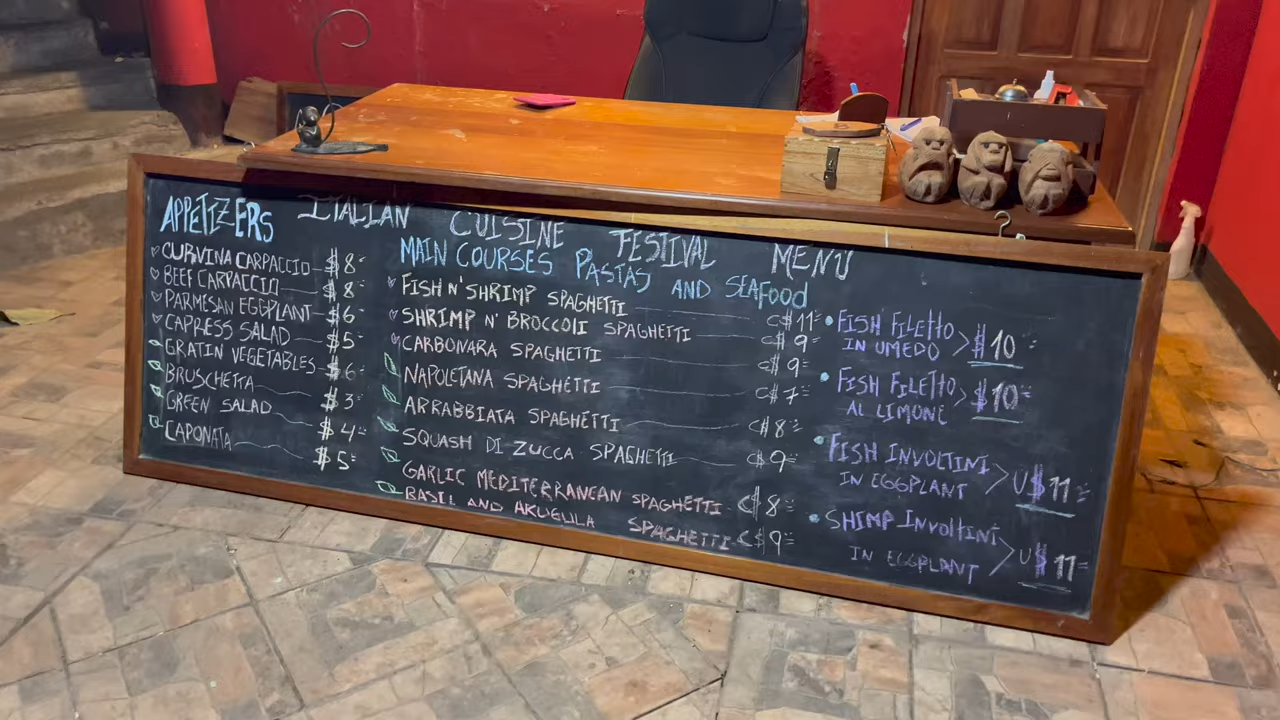 ITALIAN CUISINE FESTIVAL MENU
APPETIZERS
CURVINA CARPACCIO $8
BEEF CARPACCIO $8
PARMESAN EGGPLANT $6
CAPRESS SALAD $5
GRATIN VEGETABLES $6
BRUSCHETTA $3
GREEN SALAD $4
CAPONATA $5
MAIN COURSES PASTAS AND SEAFOOD
FISH N' SHRIMP SPAGHETTI C$11
SHRIMP N' BROCCOLI SPAGHETTI C$9
CARBONARA SPAGHETTI C$9
NAPOLETANA SPAGHETTI C$7
ARRABBIATA SPAGHETTI C$8
SQUASH DI ZUCCA SPAGHETTI C$9
GARLIC MEDITERRANEAN SPAGHETTI C$8
BASIL AND ARUGULA SPAGHETTI C$9
FISH FILETTO
IN UMEDO > $10
FISH FILETTO
AL LIMONE > $10
FISH INVOLTINI
IN EGGPLANT > U$11
SHIMP INVOLTINI
IN EGGPLANT > U$11